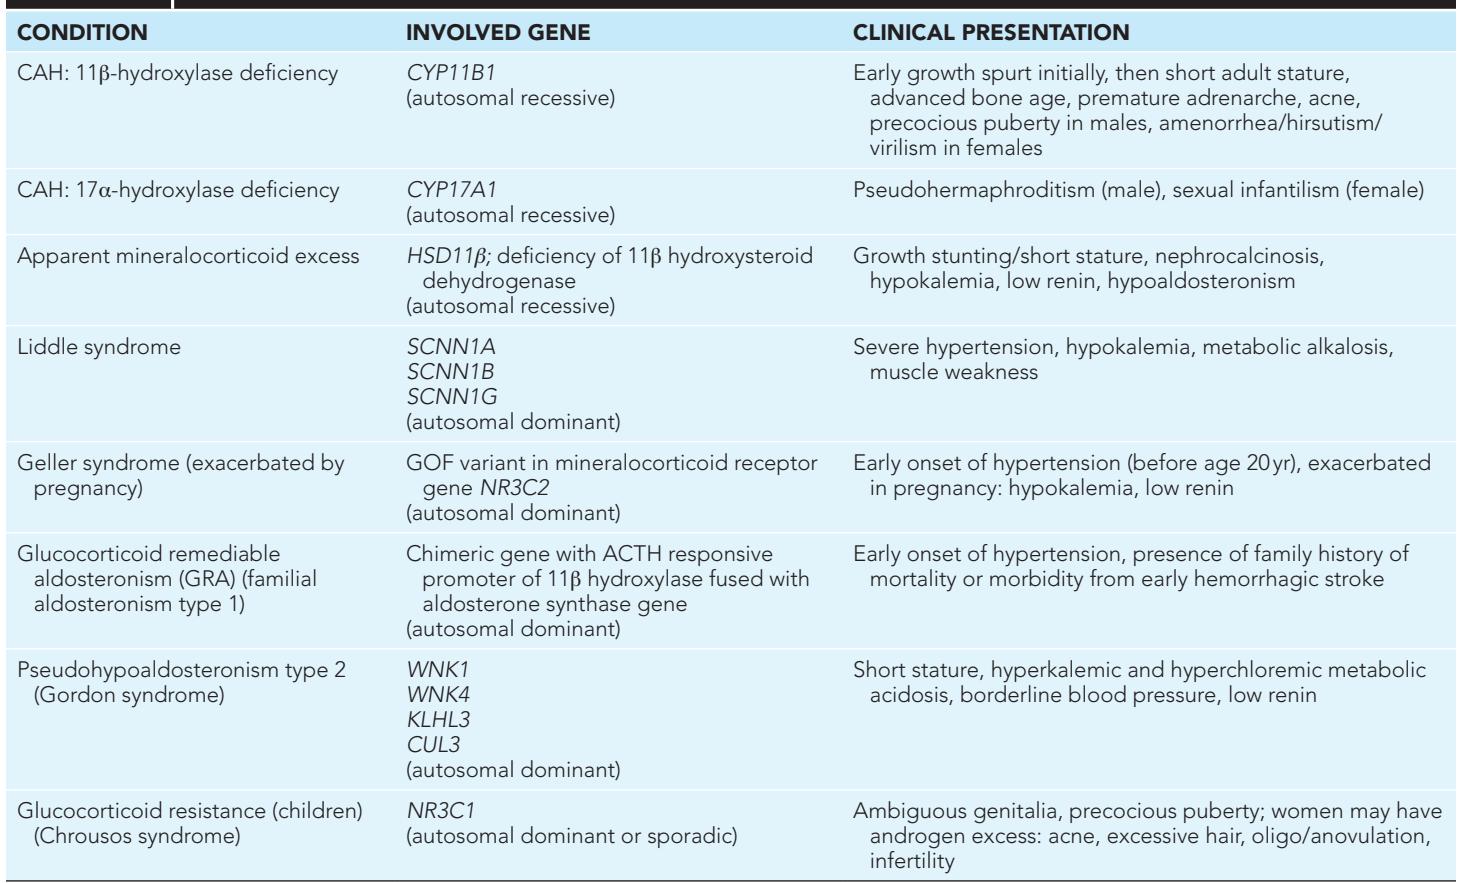 CONDITION INVOLVED GENE CLINICAL PRESENTATION
CAH: 11β-hydroxylase deficiency
CYP11B1
(autosomal recessive)
Early growth spurt initially, then short adult stature,
advanced bone age, premature adrenarche, acne,
precocious puberty in males, amenorrhea/hirsutism/
virilism in females
CAH: 17α-hydroxylase deficiency
CYP17A1
(autosomal recessive)
Pseudohermaphroditism (male), sexual infantilism (female)
Apparent mineralocorticoid excess
HSD11β; deficiency of 11β hydroxysteroid
dehydrogenase
(autosomal recessive)
Growth stunting/short stature, nephrocalcinosis,
hypokalemia, low renin, hypoaldosteronism
Liddle syndrome
SCNN1A
SCNN1B
SCNN1G
(autosomal dominant)
Severe hypertension, hypokalemia, metabolic alkalosis,
muscle weakness
Geller syndrome (exacerbated by
pregnancy)
GOF variant in mineralocorticoid receptor
gene NR3C2
(autosomal dominant)
Early onset of hypertension (before age 20 yr), exacerbated
in pregnancy: hypokalemia, low renin
Glucocorticoid remediable
aldosteronism (GRA) (familial
aldosteronism type 1)
Chimeric gene with ACTH responsive
promoter of 11β hydroxylase fused with
aldosterone synthase gene
(autosomal dominant)
Early onset of hypertension, presence of family history of
mortality or morbidity from early hemorrhagic stroke
Pseudohypoaldosteronism type 2
(Gordon syndrome)
WNK1
WNK4
KLHL3
CUL3
(autosomal dominant)
Short stature, hyperkalemic and hyperchloremic metabolic
acidosis, borderline blood pressure, low renin
Glucocorticoid resistance (children)
(Chrousos syndrome)
NR3C1
(autosomal dominant or sporadic)
Ambiguous genitalia, precocious puberty; women may have
androgen excess: acne, excessive hair, oligo/anovulation,
infertility